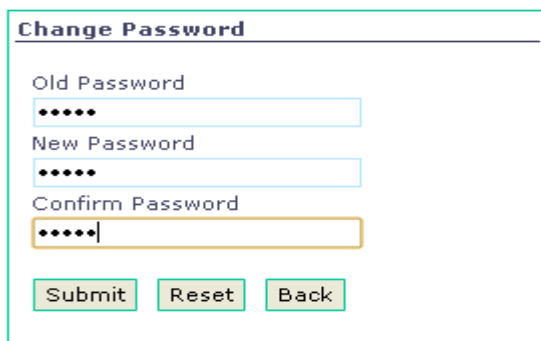 Change Password
Old Password
•••••
New Password
•••••
Confirm Password
•••••
Submit Reset Back